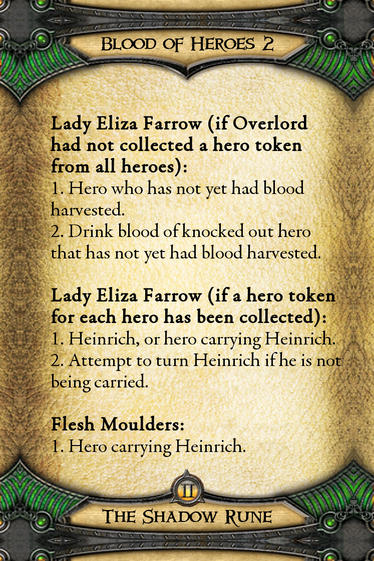 Blood of Heroes 2
Lady Eliza Farrow (if Overlord
had not collected a hero token
from all heroes):
1. Hero who has not yet had blood
harvested.
2. Drink blood of knocked out hero
that has not yet had blood harvested.
Lady Eliza Farrow (if a hero token
for each hero has been collected):
1. Heinrich, or hero carrying Heinrich.
2. Attempt to turn Heinrich if he is not
being carried.
Flesh Moulders:
1. Hero carrying Heinrich.
II
The Shadow Rune